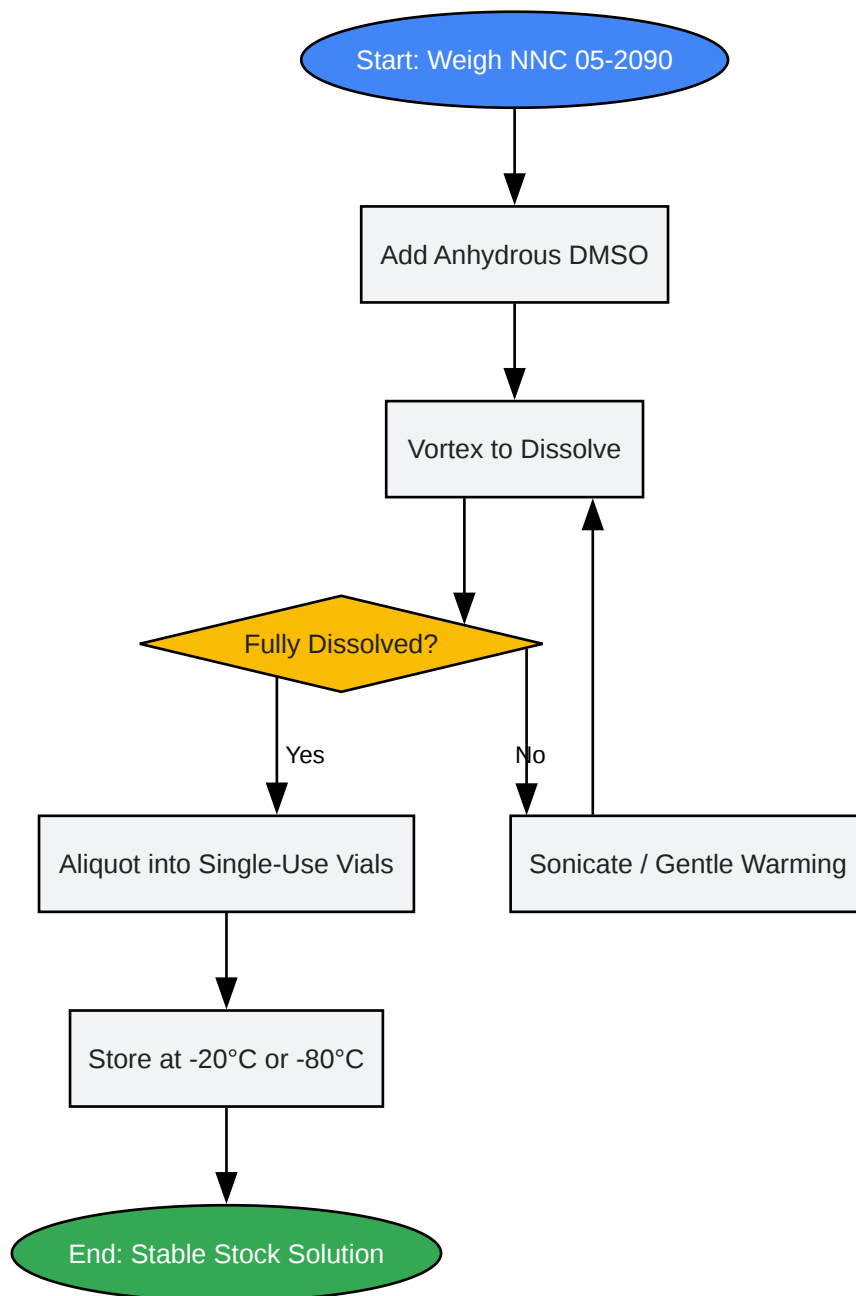 Start: Weigh NNC 05-2090
Add Anhydrous DMSO
Vortex to Dissolve
Fully Dissolved?
Yes
No
Aliquot into Single-Use Vials
Sonicate / Gentle Warming
Store at -20°C or -80°C
End: Stable Stock Solution